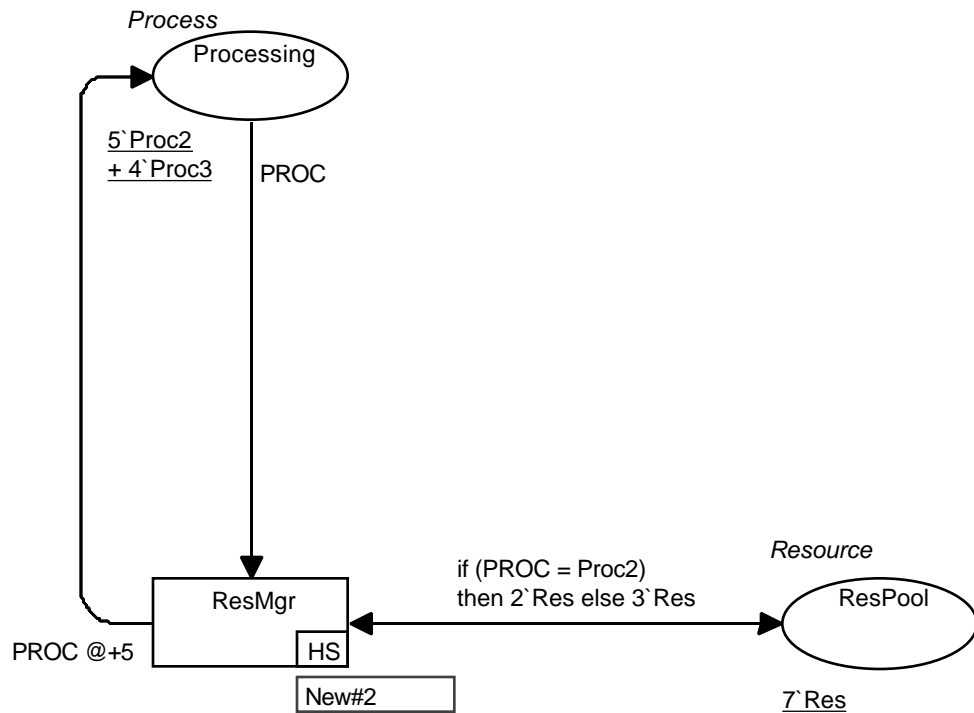 Process
Processing
5`Proc2
+ 4`Proc3
PROC
Resource
if (PROC = Proc2)
then 2`Res else 3`Res
ResMgr
ResPool
PROC @+5
HS
New#2
7`Res